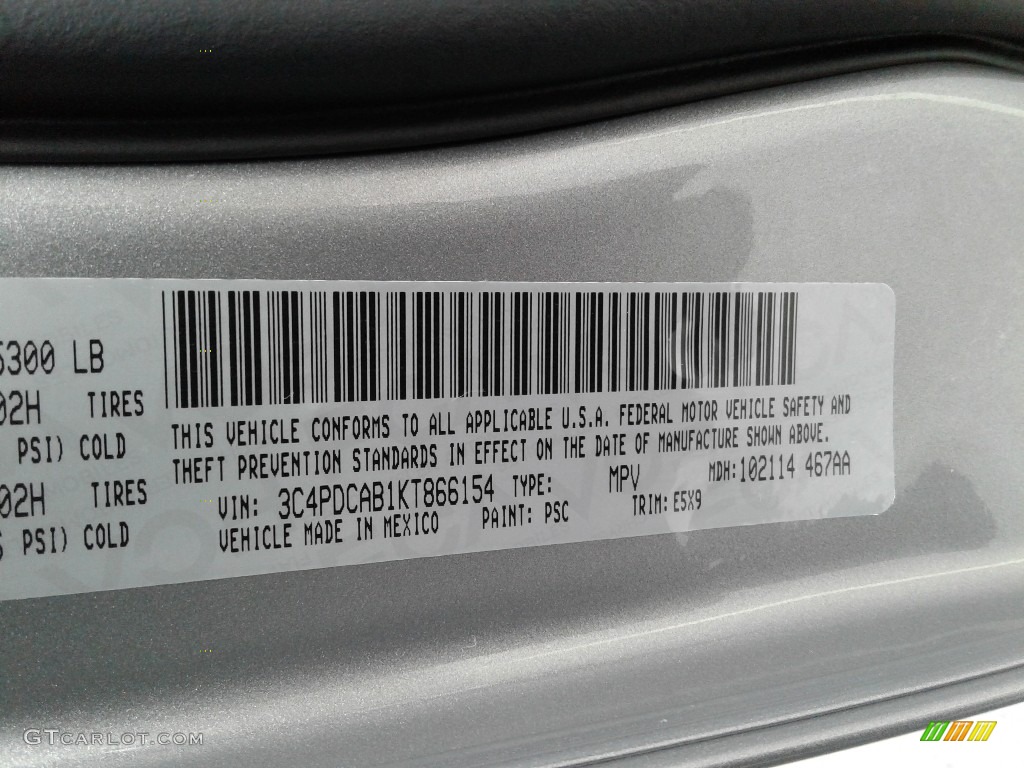 5300 LB
02H TIRES
PSI) COLD
02H TIRES
PSI) COLD
THIS VEHICLE CONFORMS TO ALL APPLICABLE U.S.A. FEDERAL MOTOR VEHICLE SAFETY AND
THEFT PREVENTION STANDARDS IN EFFECT ON THE DATE OF MANUFACTURE SHOWN ABOVE.
VIN: 3C4PDCAB1KT866154 TYPE: MPV MDH:102114 467AA
VEHICLE MADE IN MEXICO PAINT: PSC TRIM: E5X9
GTCARLOT.COM